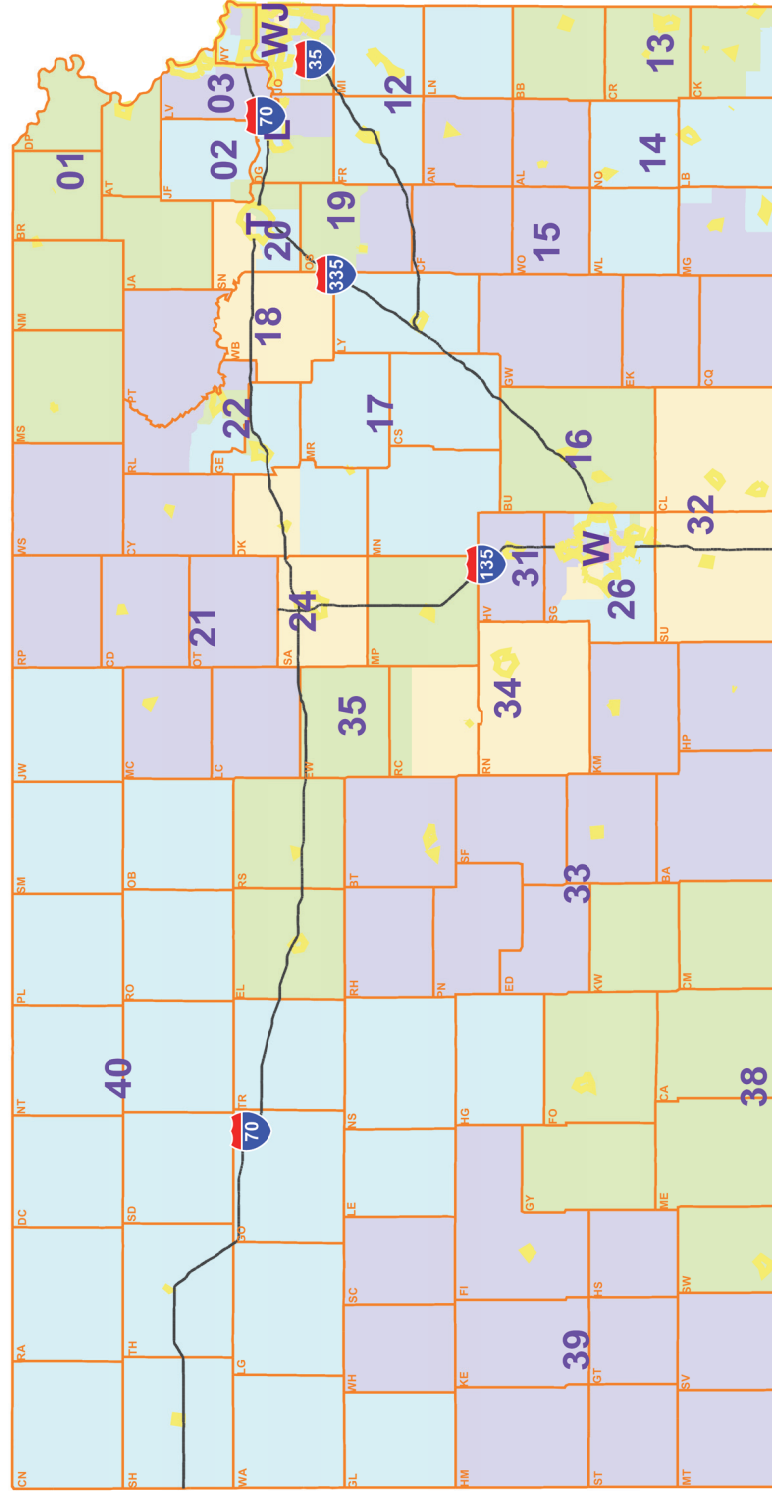 CN RA DC NT PL SM JW RP WS MS NM BR DP
01
CD AT
40
SH TH SD RO OB MC CY RL PT JA
LV JF
21 OT
LC
03 02
SN WY
WA LG GO TR EL RS DK GE 22 WB
70
T 70 DG
18
20 L WJ
JO
SA 24
EW MR OS
35
335 19
GL WH SC LE NS RH BT 35 MP MN LY FR MI
17
RC CS
12
CF AN LN
PN
HM KE FI HG SF RN HV 135
34
ED BU GW 31 AL BB WO
GY FO SG 15
39 33 16
ST GT HS KW KM W WL NO CR
26
EK 14 13
ME CA BA SU CL
MT SV SW CM HP 32 CQ MG LB CK
38